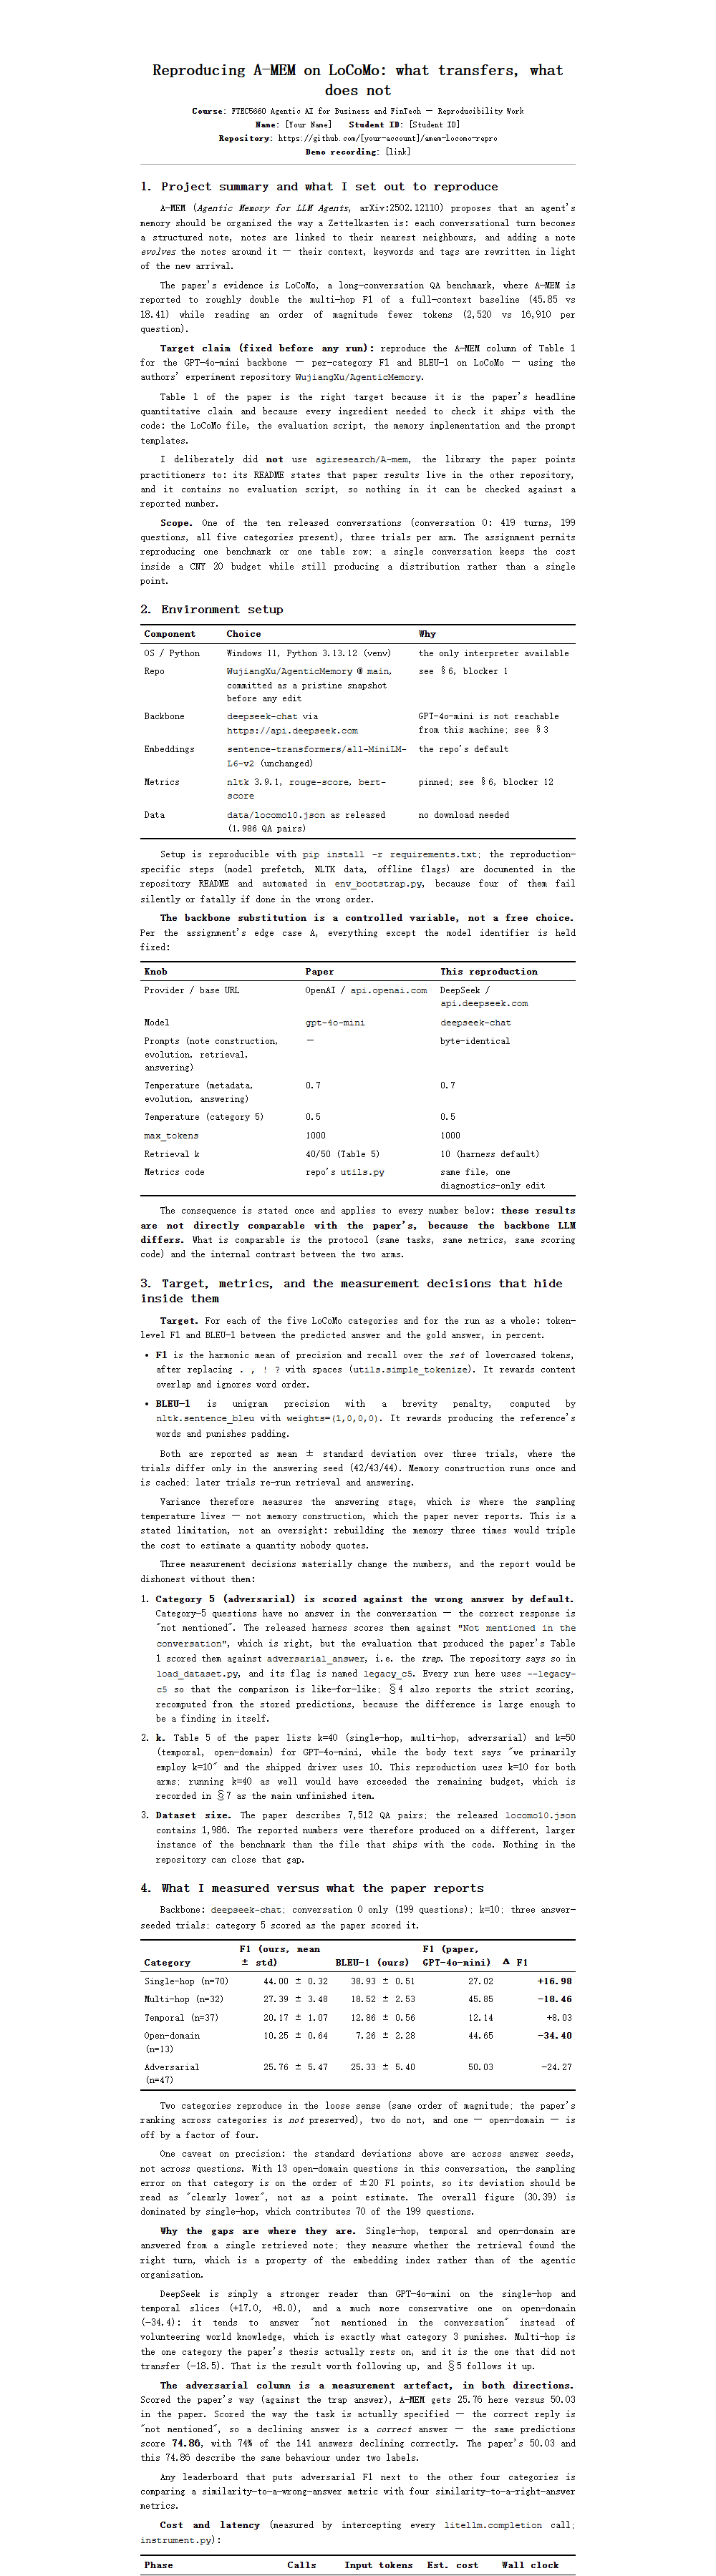 Reproducing A-MEM on LoCoMo: what transfers, what
does not
Course: FTEC5660 Agentic AI for Business and FinTech — Reproducibility Work
Name: [Your Name] Student ID: [Student ID]
Repository: https://github.com/[your-account]/amem-locomo-repro
Demo recording: [link]
1. Project summary and what I set out to reproduce
A-MEM (Agentic Memory for LLM Agents, arXiv:2502.12110) proposes that an agent's
memory should be organised the way a Zettelkasten is: each conversational turn becomes
a structured note, notes are linked to their nearest neighbours, and adding a note
evolves the notes around it — their context, keywords and tags are rewritten in light
of the new arrival.
The paper's evidence is LoCoMo, a long-conversation QA benchmark, where A-MEM is
reported to roughly double the multi-hop F1 of a full-context baseline (45.85 vs
18.41) while reading an order of magnitude fewer tokens (2,520 vs 16,910 per
question).
Target claim (fixed before any run): reproduce the A-MEM column of Table 1
for the GPT-4o-mini backbone — per-category F1 and BLEU-1 on LoCoMo — using the
authors' experiment repository WujiangXu/AgenticMemory.
Table 1 of the paper is the right target because it is the paper's headline
quantitative claim and because every ingredient needed to check it ships with the
code: the LoCoMo file, the evaluation script, the memory implementation and the prompt
templates.
I deliberately did not use agiresearch/A-mem, the library the paper points
practitioners to: its README states that paper results live in the other repository,
and it contains no evaluation script, so nothing in it can be checked against a
reported number.
Scope. One of the ten released conversations (conversation 0: 419 turns, 199
questions, all five categories present), three trials per arm. The assignment permits
reproducing one benchmark or one table row; a single conversation keeps the cost
inside a CNY 20 budget while still producing a distribution rather than a single
point.
2. Environment setup
Component Choice Why
OS / Python Windows 11, Python 3.13.12 (venv) the only interpreter available
Repo WujiangXu/AgenticMemory @ main, see §6, blocker 1
committed as a pristine snapshot
before any edit
Backbone deepseek-chat via GPT-4o-mini is not reachable
https://api.deepseek.com from this machine; see §3
Embeddings sentence-transformers/all-MiniLM- the repo's default
L6-v2 (unchanged)
Metrics nltk 3.9.1, rouge-score, bert- pinned; see §6, blocker 12
score
Data data/locomo10.json as released no download needed
(1,986 QA pairs)
Setup is reproducible with pip install -r requirements.txt; the reproduction-
specific steps (model prefetch, NLTK data, offline flags) are documented in the
repository README and automated in env_bootstrap.py, because four of them fail
silently or fatally if done in the wrong order.
The backbone substitution is a controlled variable, not a free choice.
Per the assignment's edge case A, everything except the model identifier is held
fixed:
Knob Paper This reproduction
Provider / base URL OpenAI / api.openai.com DeepSeek /
api.deepseek.com
Model gpt-4o-mini deepseek-chat
Prompts (note construction, — byte-identical
evolution, retrieval,
answering)
Temperature (metadata, 0.7 0.7
evolution, answering)
Temperature (category 5) 0.5 0.5
max_tokens 1000 1000
Retrieval k 40/50 (Table 5) 10 (harness default)
Metrics code repo's utils.py same file, one
diagnostics-only edit
The consequence is stated once and applies to every number below: these results
are not directly comparable with the paper's, because the backbone LLM
differs. What is comparable is the protocol (same tasks, same metrics, same scoring
code) and the internal contrast between the two arms.
3. Target, metrics, and the measurement decisions that hide
inside them
Target. For each of the five LoCoMo categories and for the run as a whole: token-
level F1 and BLEU-1 between the predicted answer and the gold answer, in percent.
• F1 is the harmonic mean of precision and recall over the set of lowercased tokens,
after replacing . , ! ? with spaces (utils.simple_tokenize). It rewards content
overlap and ignores word order.
• BLEU-1 is unigram precision with a brevity penalty, computed by
nltk.sentence_bleu with weights=(1,0,0,0). It rewards producing the reference's
words and punishes padding.
Both are reported as mean ± standard deviation over three trials, where the
trials differ only in the answering seed (42/43/44). Memory construction runs once and
is cached; later trials re-run retrieval and answering.
Variance therefore measures the answering stage, which is where the sampling
temperature lives — not memory construction, which the paper never reports. This is a
stated limitation, not an oversight: rebuilding the memory three times would triple
the cost to estimate a quantity nobody quotes.
Three measurement decisions materially change the numbers, and the report would be
dishonest without them:
1. Category 5 (adversarial) is scored against the wrong answer by default.
Category-5 questions have no answer in the conversation — the correct response is
"not mentioned". The released harness scores them against "Not mentioned in the
conversation", which is right, but the evaluation that produced the paper's Table
1 scored them against adversarial_answer, i.e. the trap. The repository says so in
load_dataset.py, and its flag is named legacy_c5. Every run here uses --legacy-
c5 so that the comparison is like-for-like; §4 also reports the strict scoring,
recomputed from the stored predictions, because the difference is large enough to
be a finding in itself.
2. k. Table 5 of the paper lists k=40 (single-hop, multi-hop, adversarial) and k=50
(temporal, open-domain) for GPT-4o-mini, while the body text says "we primarily
employ k=10" and the shipped driver uses 10. This reproduction uses k=10 for both
arms; running k=40 as well would have exceeded the remaining budget, which is
recorded in §7 as the main unfinished item.
3. Dataset size. The paper describes 7,512 QA pairs; the released locomo10.json
contains 1,986. The reported numbers were therefore produced on a different, larger
instance of the benchmark than the file that ships with the code. Nothing in the
repository can close that gap.
4. What I measured versus what the paper reports
Backbone: deepseek-chat; conversation 0 only (199 questions); k=10; three answer-
seeded trials; category 5 scored as the paper scored it.
F1 (ours, mean F1 (paper,
Category ± std) BLEU-1 (ours) GPT-4o-mini) Δ F1
Single-hop (n=70) 44.00 ± 0.32 38.93 ± 0.51 27.02 +16.98
Multi-hop (n=32) 27.39 ± 3.48 18.52 ± 2.53 45.85 -18.46
Temporal (n=37) 20.17 ± 1.07 12.86 ± 0.56 12.14 +8.03
Open-domain 10.25 ± 0.64 7.26 ± 2.28 44.65 -34.40
(n=13)
Adversarial 25.76 ± 5.47 25.33 ± 5.40 50.03 -24.27
(n=47)
Two categories reproduce in the loose sense (same order of magnitude; the paper's
ranking across categories is not preserved), two do not, and one — open-domain — is
off by a factor of four.
One caveat on precision: the standard deviations above are across answer seeds,
not across questions. With 13 open-domain questions in this conversation, the sampling
error on that category is on the order of ±20 F1 points, so its deviation should be
read as "clearly lower", not as a point estimate. The overall figure (30.39) is
dominated by single-hop, which contributes 70 of the 199 questions.
Why the gaps are where they are. Single-hop, temporal and open-domain are
answered from a single retrieved note; they measure whether the retrieval found the
right turn, which is a property of the embedding index rather than of the agentic
organisation.
DeepSeek is simply a stronger reader than GPT-4o-mini on the single-hop and
temporal slices (+17.0, +8.0), and a much more conservative one on open-domain
(-34.4): it tends to answer "not mentioned in the conversation" instead of
volunteering world knowledge, which is exactly what category 3 punishes. Multi-hop is
the one category the paper's thesis actually rests on, and it is the one that did not
transfer (-18.5). That is the result worth following up, and §5 follows it up.
The adversarial column is a measurement artefact, in both directions.
Scored the paper's way (against the trap answer), A-MEM gets 25.76 here versus 50.03
in the paper. Scored the way the task is actually specified — the correct reply is
"not mentioned", so a declining answer is a correct answer — the same predictions
score 74.86, with 74% of the 141 answers declining correctly. The paper's 50.03 and
this 74.86 describe the same behaviour under two labels.
Any leaderboard that puts adversarial F1 next to the other four categories is
comparing a similarity-to-a-wrong-answer metric with four similarity-to-a-right-answer
metrics.
Cost and latency (measured by intercepting every litellm.completion call;
instrument.py):
Phase Calls Input tokens Est. cost Wall clock